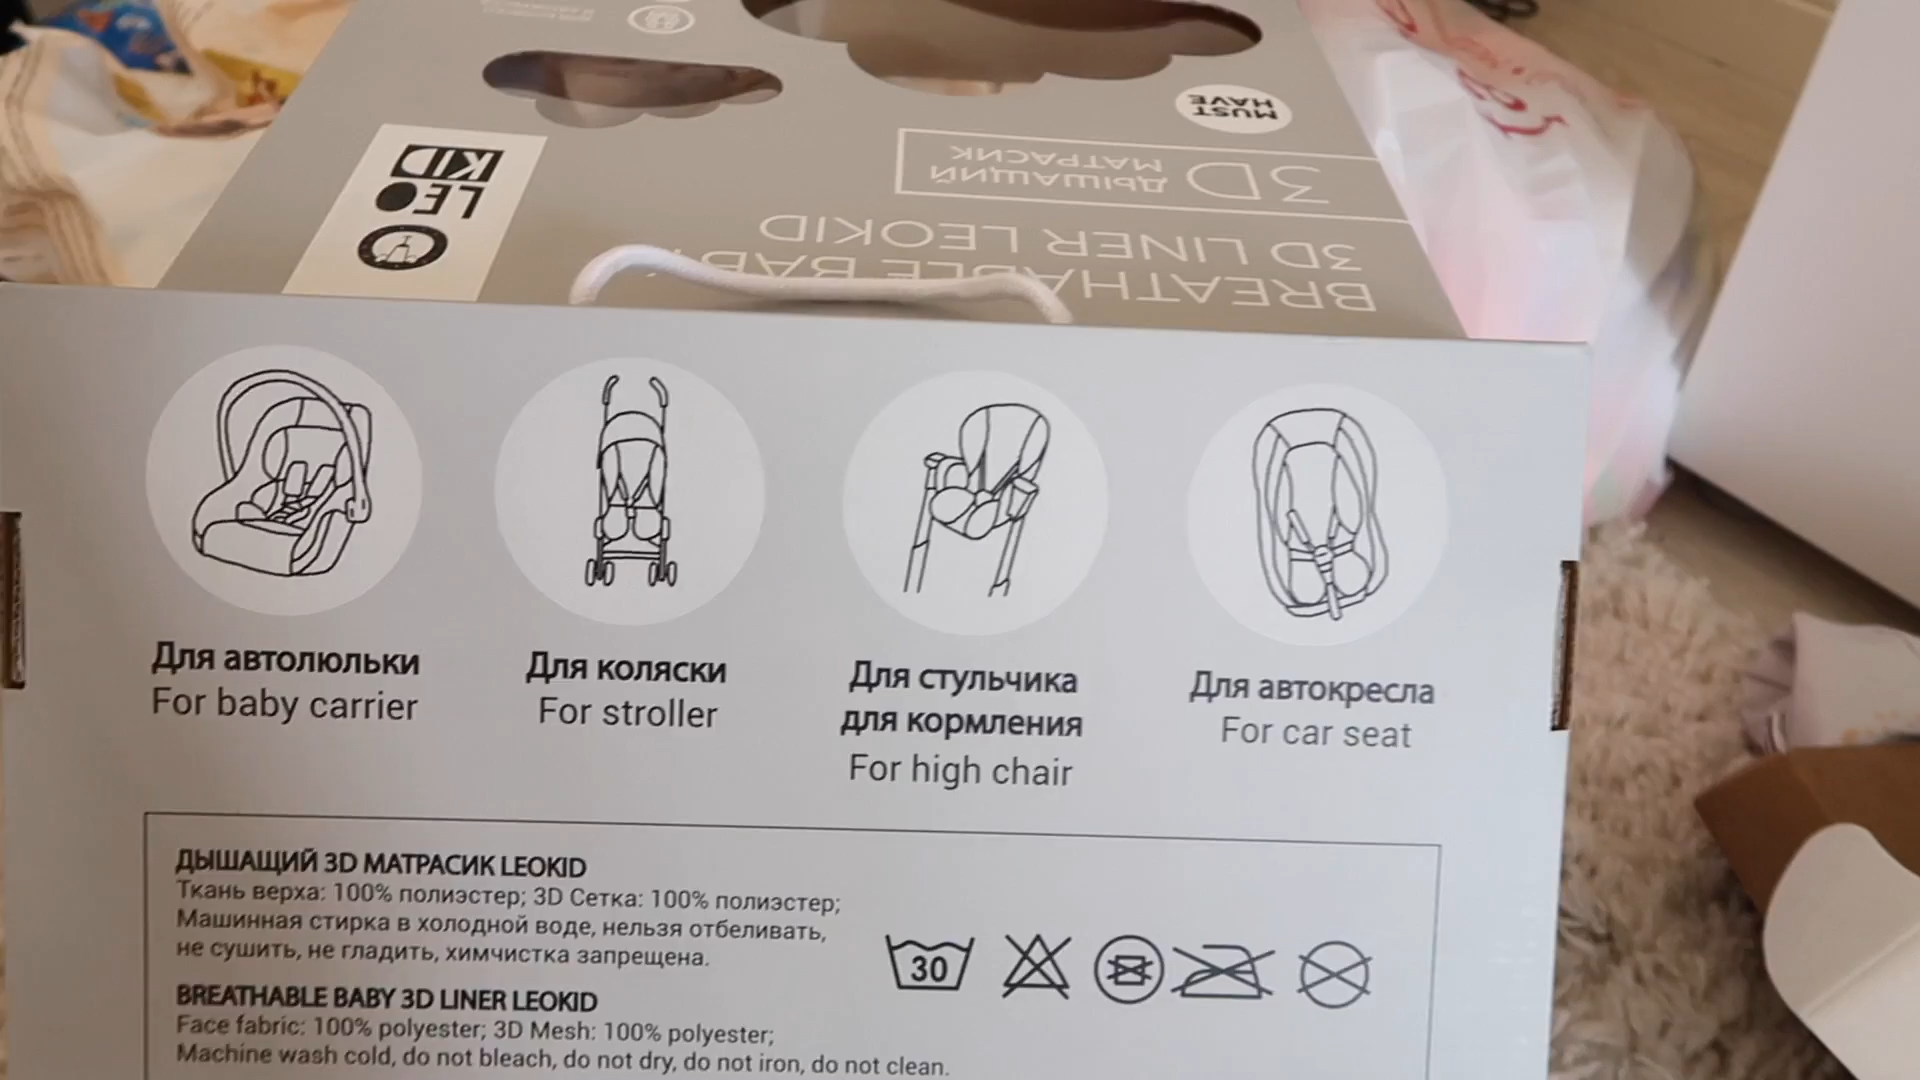 LEO
KID
MUST
HAVE
3D ДЫШАЩИЙ
МАТРАСИК
BREATHABLE BABY
3D LINER LEOKID
Для автолюльки
For baby carrier
Для коляски
For stroller
Для стульчика
для кормления
For high chair
Для автокресла
For car seat
ДЫШАЩИЙ 3D МАТРАСИК LEOKID
Ткань верха: 100% полиэстер; 3D Сетка: 100% полиэстер;
Машинная стирка в холодной воде, нельзя отбеливать,
не сушить, не гладить, химчистка запрещена.
30
BREATHABLE BABY 3D LINER LEOKID
Face fabric: 100% polyester; 3D Mesh: 100% polyester;
Machine wash cold, do not bleach, do not dry, do not iron, do not clean.